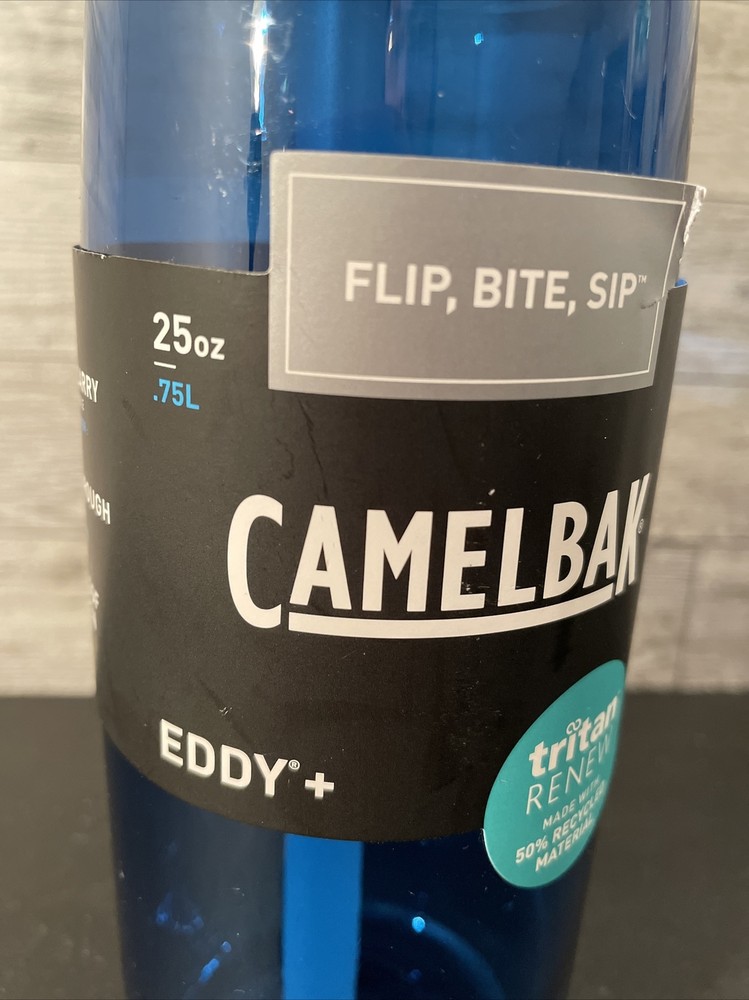 FLIP, BITE, SIP™
25oz
.75L
CAMELBAK®
EDDY®+
tritan
RENEW
MADE WITH
50% RECYCLED
MATERIAL